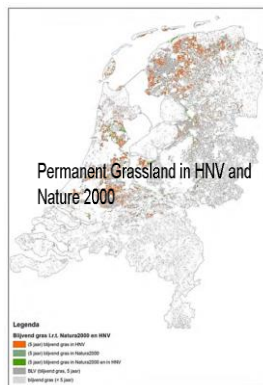 Permanent Grassland in HNV and
Nature 2000
Legenda
Blijvend gras i.r.t. Natura2000 en HNV
(5 jaar) blijvend gras in HNV
(5 jaar) blijvend gras in Natura2000
(5 jaar) blijvend gras in Natura2000 en in HNV
BLV (blijvend gras, 5 jaar)
blijvend gras (< 5 jaar)